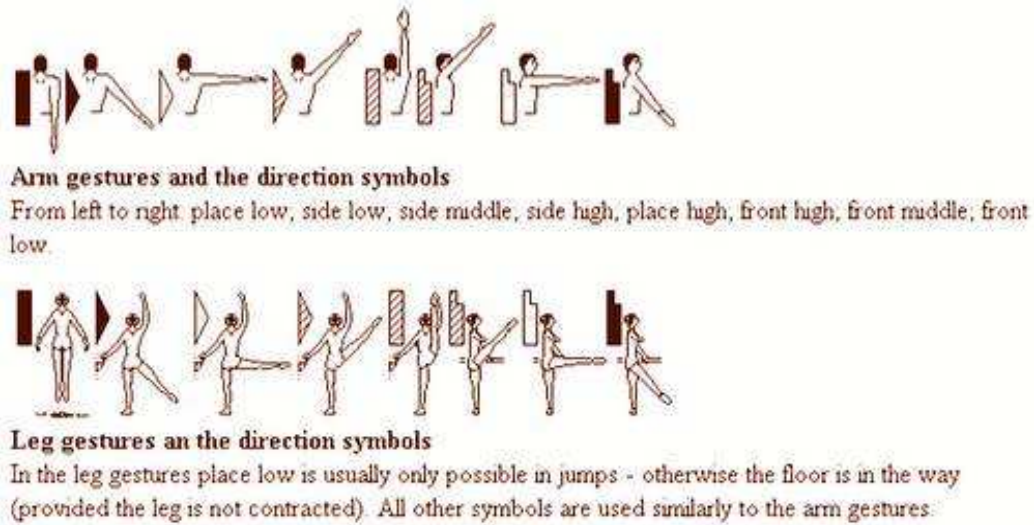 Arm gestures and the direction symbols
From left to right: place low, side low, side middle, side high, place high, front high, front middle, front
low.
Leg gestures an the direction symbols
In the leg gestures place low is usually only possible in jumps - otherwise the floor is in the way
(provided the leg is not contracted). All other symbols are used similarly to the arm gestures.